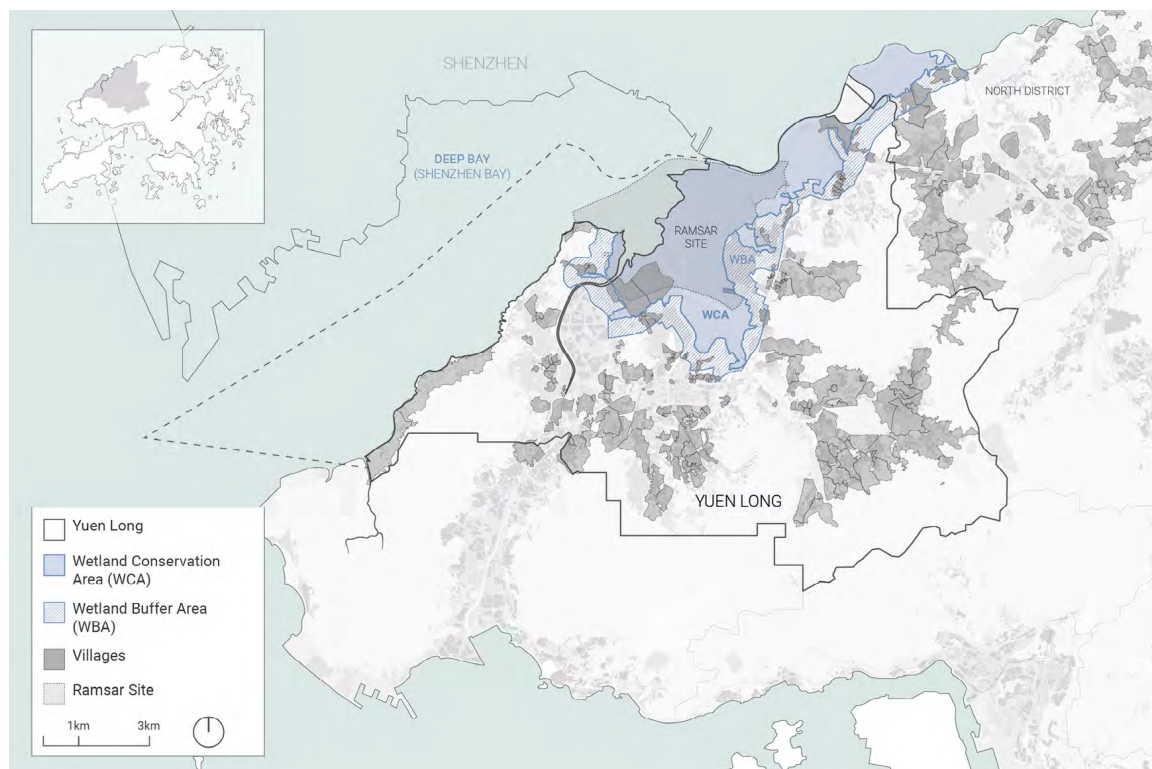 SHENZHEN
NORTH DISTRICT
DEEP BAY
(SHENZHEN BAY)
RAMSAR
SITE
WBA
WCA
YUEN LONG
Yuen Long
Wetland Conservation
Area (WCA)
Wetland Buffer Area
(WBA)
Villages
Ramsar Site
1km
3km